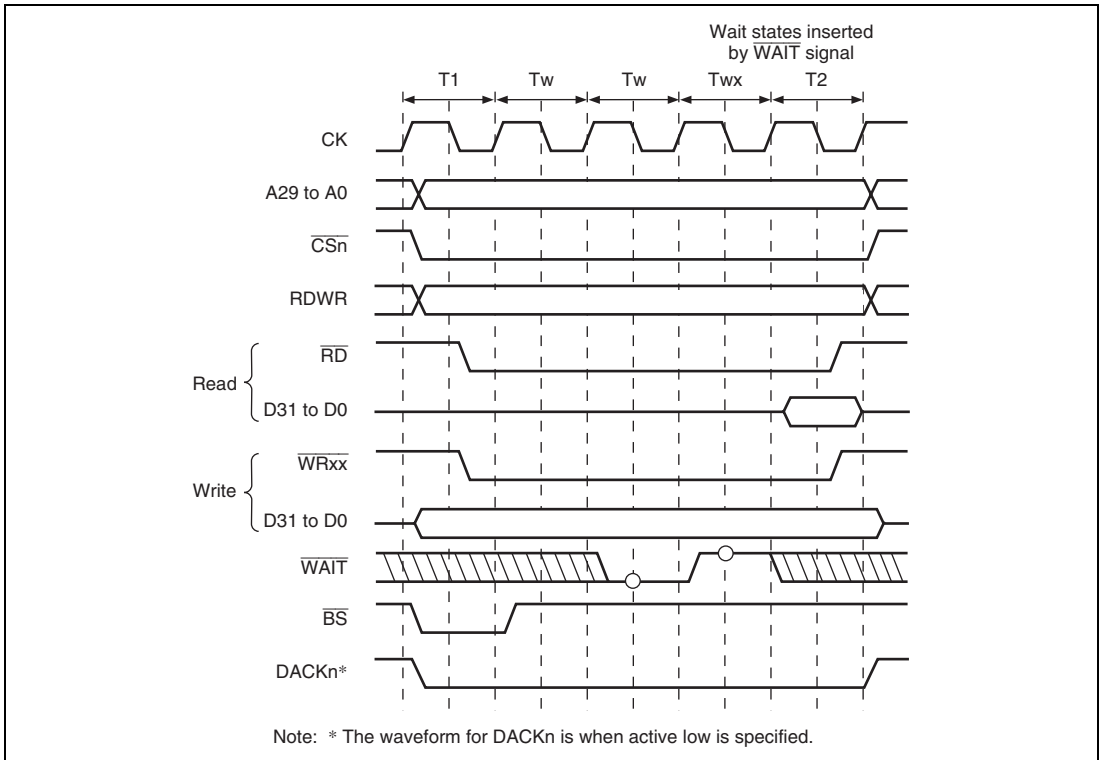 Wait states inserted
by WAIT signal
T1 Tw Tw Twx T2
CK
A29 to A0
CSn
RDWR
RD
Read
D31 to D0
WRxx
Write
D31 to D0
WAIT
BS
DACKn*
Note: * The waveform for DACKn is when active low is specified.